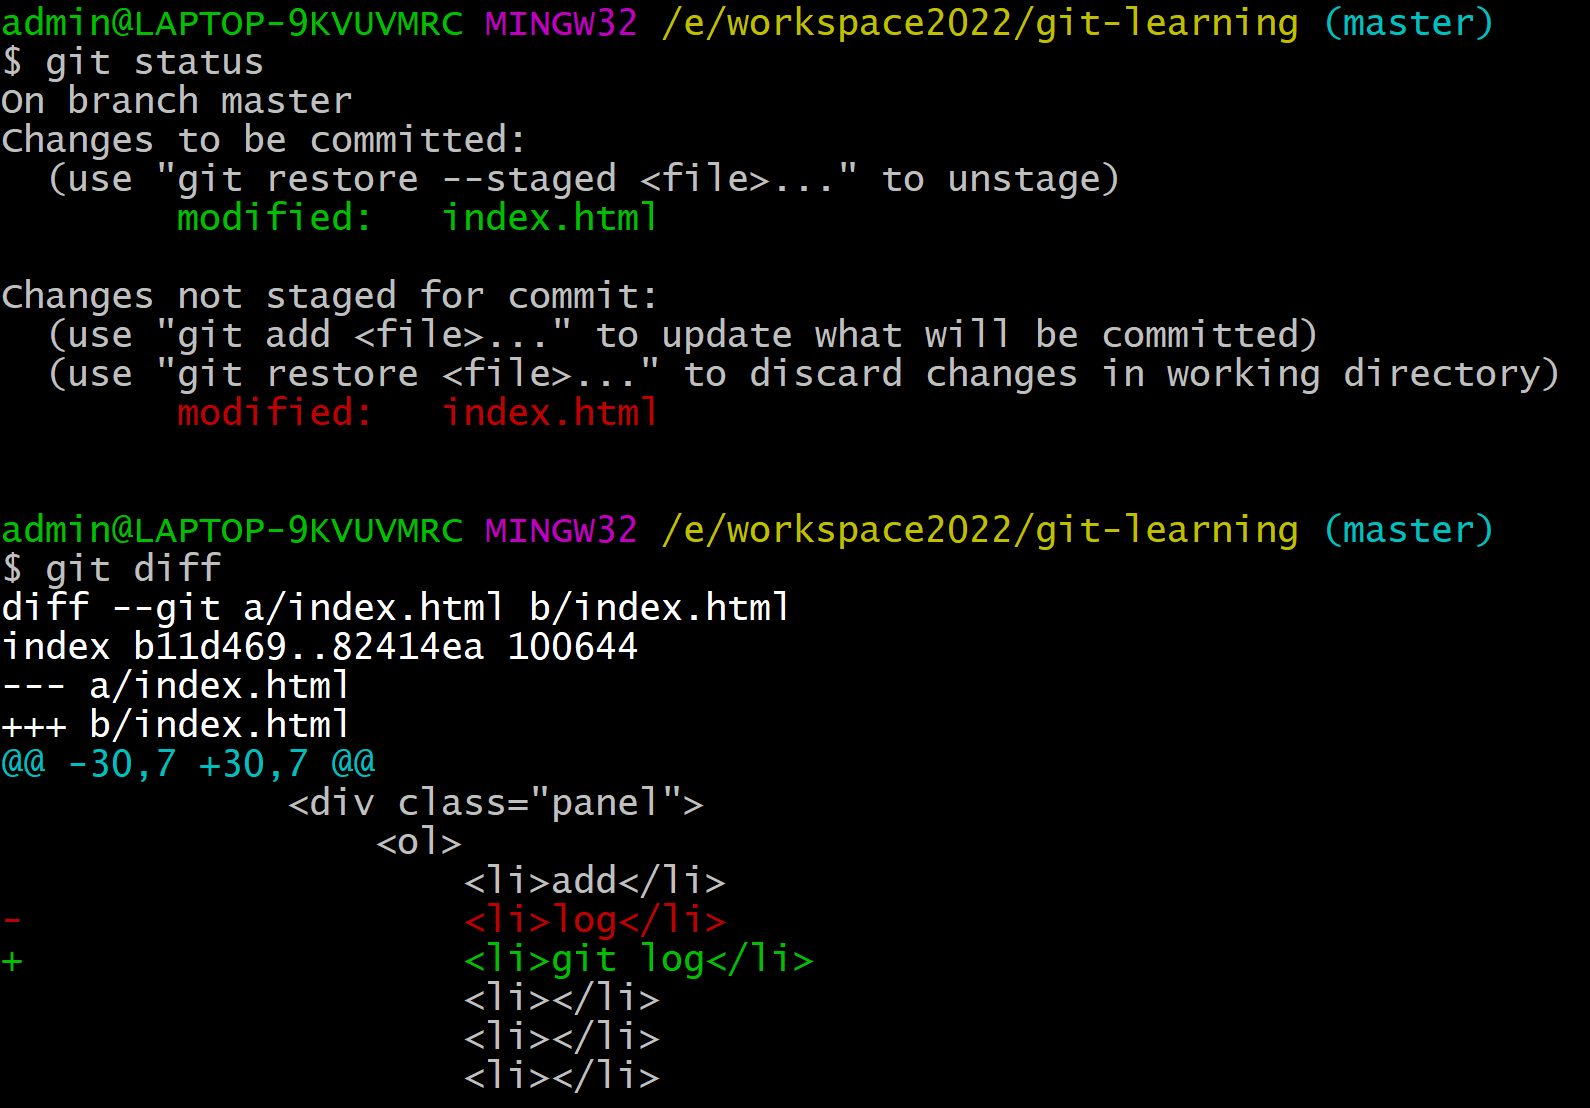 admin@LAPTOP-9KVUVMRC MINGW32 /e/workspace2022/git-learning (master)
$ git status
On branch master
Changes to be committed:
  (use "git restore --staged <file>..." to unstage)
        modified:   index.html

Changes not staged for commit:
  (use "git add <file>..." to update what will be committed)
  (use "git restore <file>..." to discard changes in working directory)
        modified:   index.html


admin@LAPTOP-9KVUVMRC MINGW32 /e/workspace2022/git-learning (master)
$ git diff
diff --git a/index.html b/index.html
index b11d469..82414ea 100644
--- a/index.html
+++ b/index.html
@@ -30,7 +30,7 @@
             <div class="panel">
                 <ol>
                     <li>add</li>
-                    <li>log</li>
+                    <li>git log</li>
                     <li></li>
                     <li></li>
                     <li></li>